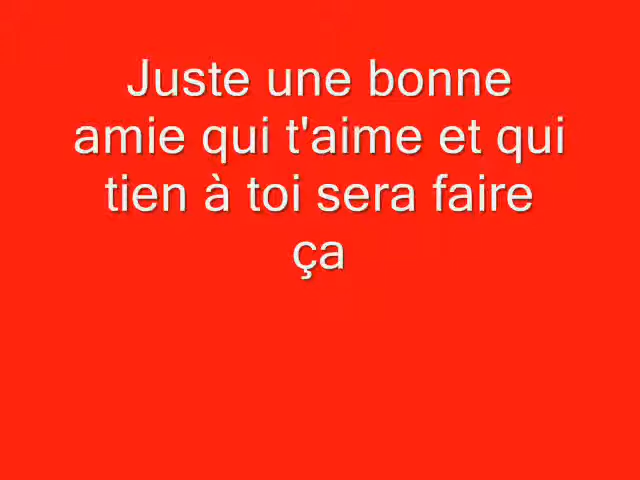 Juste une bonne
amie qui t'aime et qui
tien à toi sera faire
ça